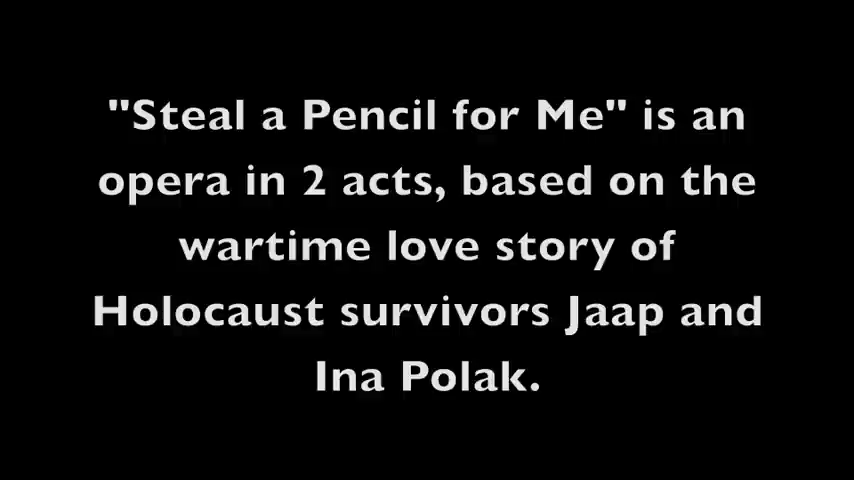 "Steal a Pencil for Me" is an
opera in 2 acts, based on the
wartime love story of
Holocaust survivors Jaap and
Ina Polak.